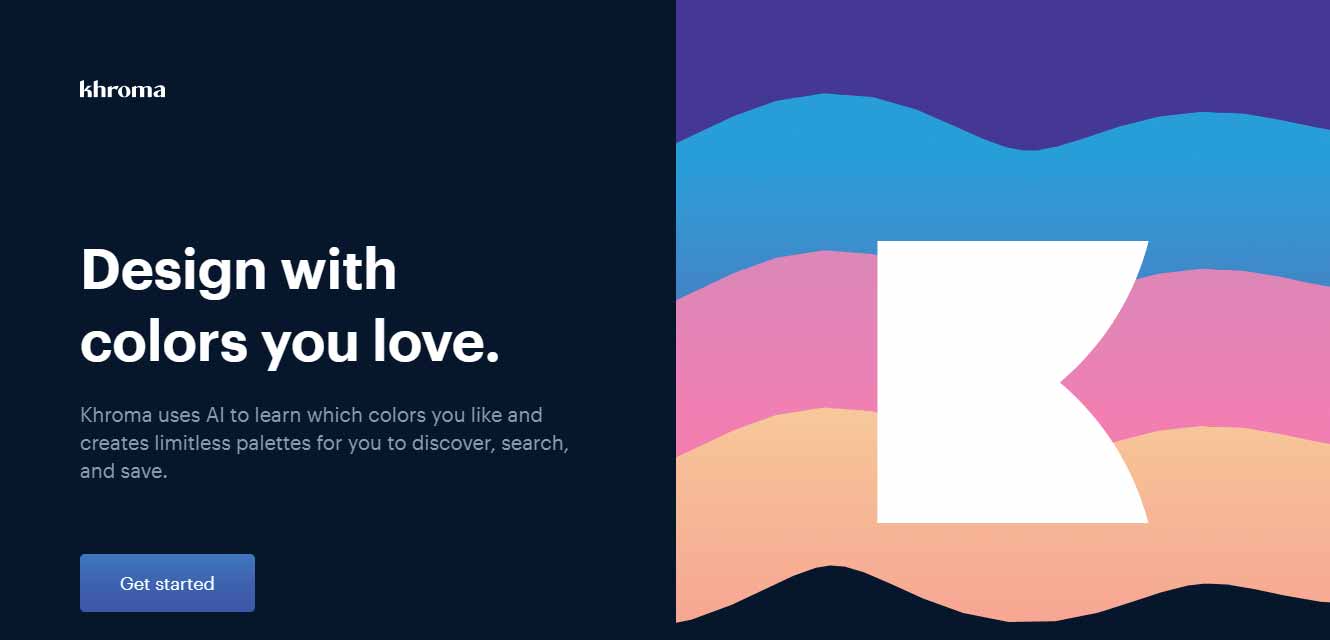 khroma
Design with
colors you love.
Khroma uses AI to learn which colors you like and
creates limitless palettes for you to discover, search,
and save.
Get started